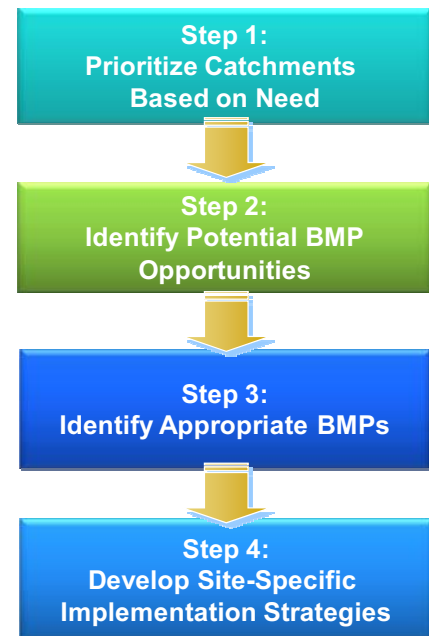 Step 1:
Prioritize Catchments
Based on Need
Step 2:
Identify Potential BMP
Opportunities
Step 3:
Identify Appropriate BMPs
Step 4:
Develop Site-Specific
Implementation Strategies